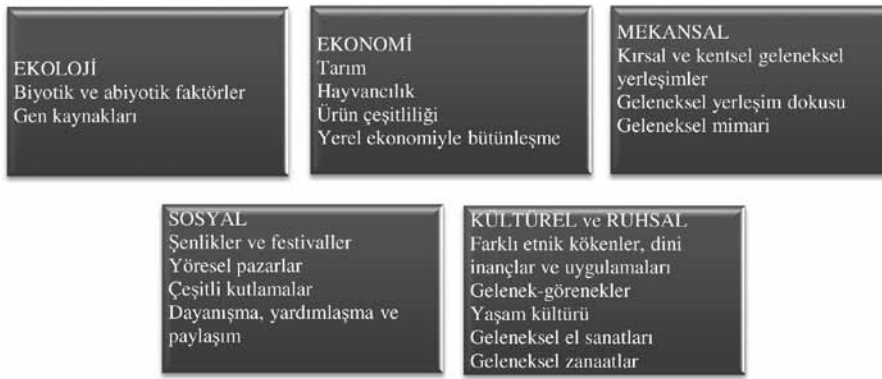 EKOLOJİ
Biyotik ve abiyotik faktörler
Gen kaynakları
EKONOMİ
Tarım
Hayvancılık
Ürün çeşitliliği
Yerel ekonomiyle bütünleşme
MEKANSAL
Kırsal ve kentsel geleneksel
yerleşimler
Geleneksel yerleşim dokusu
Geleneksel mimari
SOSYAL
Şenlikler ve festivaller
Yöresel pazarlar
Çeşitli kutlamalar
Dayanışma, yardımlaşma ve
paylaşım
KÜLTÜREL ve RUHSAL
Farklı etnik kökenler, dini
inançlar ve uygulamaları
Gelenek-görenekler
Yaşam kültürü
Geleneksel el sanatları
Geleneksel zanaatlar